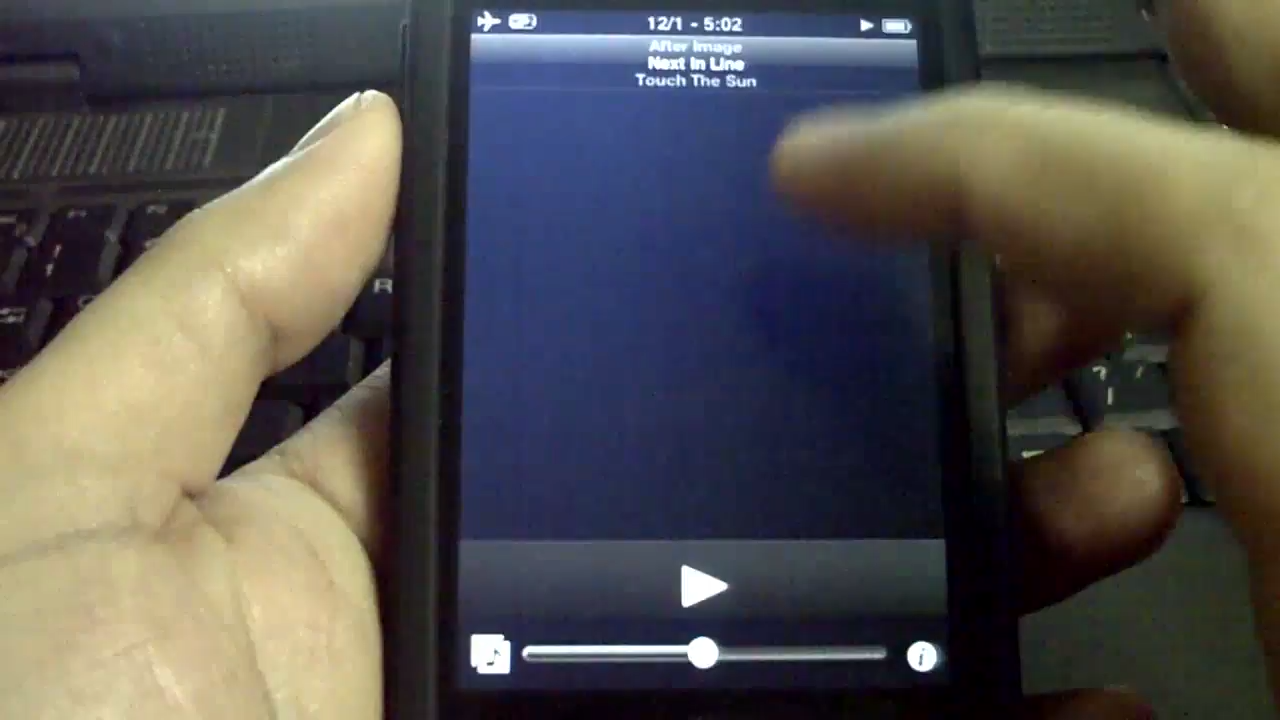 12/1 - 5:02
After Image
Next In Line
Touch The Sun
R
?